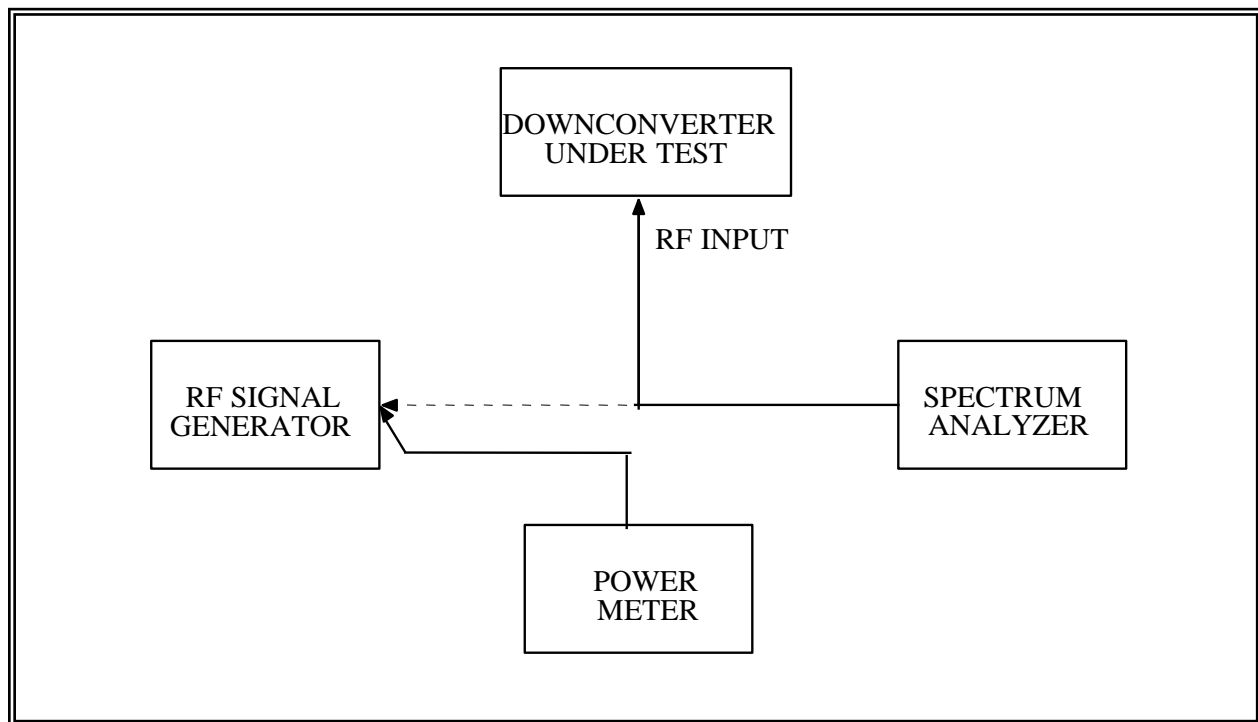 DOWNCONVERTER
UNDER TEST
RF INPUT
RF SIGNAL
GENERATOR
SPECTRUM
ANALYZER
POWER
METER